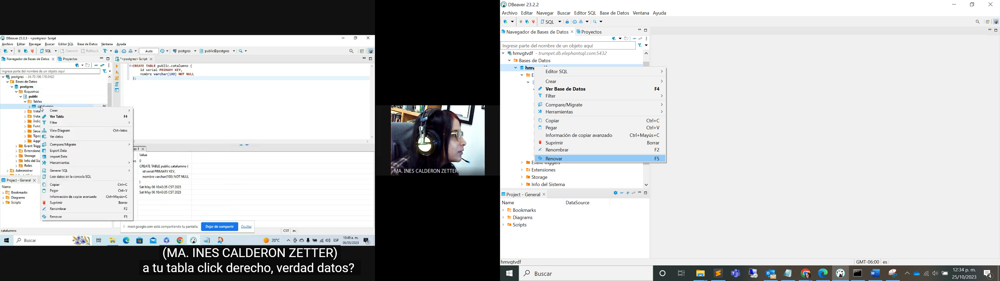 DBeaver 23.0.3 - <postgres> Script
Archivo Editar Navegar Buscar Editor SQL Base de Datos Ventana Ayuda
SQL Commit Rollback T Auto postgres public@postgres
Navegador de Bases de Datos Proyectos
Ingrese parte del nombre de un objeto aquí
postgres - 34.70.196.176:5432
Bases de Datos
postgres
Esquemas
public
Tablas
catalumno 8K
Vista
Vista
Índic
Func
Secu
Tipos
Aggr
Event Trigg
Extensione
Storage
Info del Sis
Roles
Administrar
Crear
Ver Tabla F4
Filter
View Diagram Ctrl+Intro
Ver datos
Compare/Migrate
Export Data
Import Data
Herramientas
Generar SQL
Leer datos en la consola SQL
Copiar Ctrl+C
Pegar Ctrl+V
Información de copiar avanzado Ctrl+Mayús+C
Suprimir Borrar
Renombrar F2
Renovar F5
Project - General
Name
Bookmarks
Diagrams
Scripts
*<postgres> Script
CREATE TABLE public.catalumno (
id serial PRIMARY KEY,
nombre varchar(100) NOT NULL
);
as 1
Value
ws 0
CREATE TABLE public.catalumno (
id serial PRIMARY KEY,
nombre varchar(100) NOT NULL
)
Sat May 06 10:43:35 CST 2023
Sat May 06 10:43:35 CST 2023
meet.google.com está compartiendo tu pantalla. Dejar de compartir Ocultar
catalumno CST es
Buscar 20°C ESP 10:49 a. m.
06/05/2023 1
(MA. INES CALDERON ZETTER)
a tu tabla click derecho, verdad datos?
MA. INES CALDERON ZETTER
DBeaver 23.2.2
Archivo Editar Navegar Buscar Editor SQL Base de Datos Ventana Ayuda
SQL
Navegador de Bases de Datos Proyectos
Ingrese parte del nombre de un objeto aquí
hmvgtvdf - trumpet.db.elephantsql.com:5432
Bases de Datos
hmv
E
Event Triggers
Extensiones
Storage
Info del Sistema
Editor SQL
Crear
Ver Base de Datos F4
Filter
Compare/Migrate
Herramientas
Copiar Ctrl+C
Pegar Ctrl+V
Información de copiar avanzado Ctrl+Mayús+C
Suprimir Borrar
Renombrar F2
Renovar F5
Project - General
Name DataSource
Bookmarks
Diagrams
Scripts
hmvgtvdf GMT-06:00 es
Buscar 12:34 p. m.
25/10/2023 4